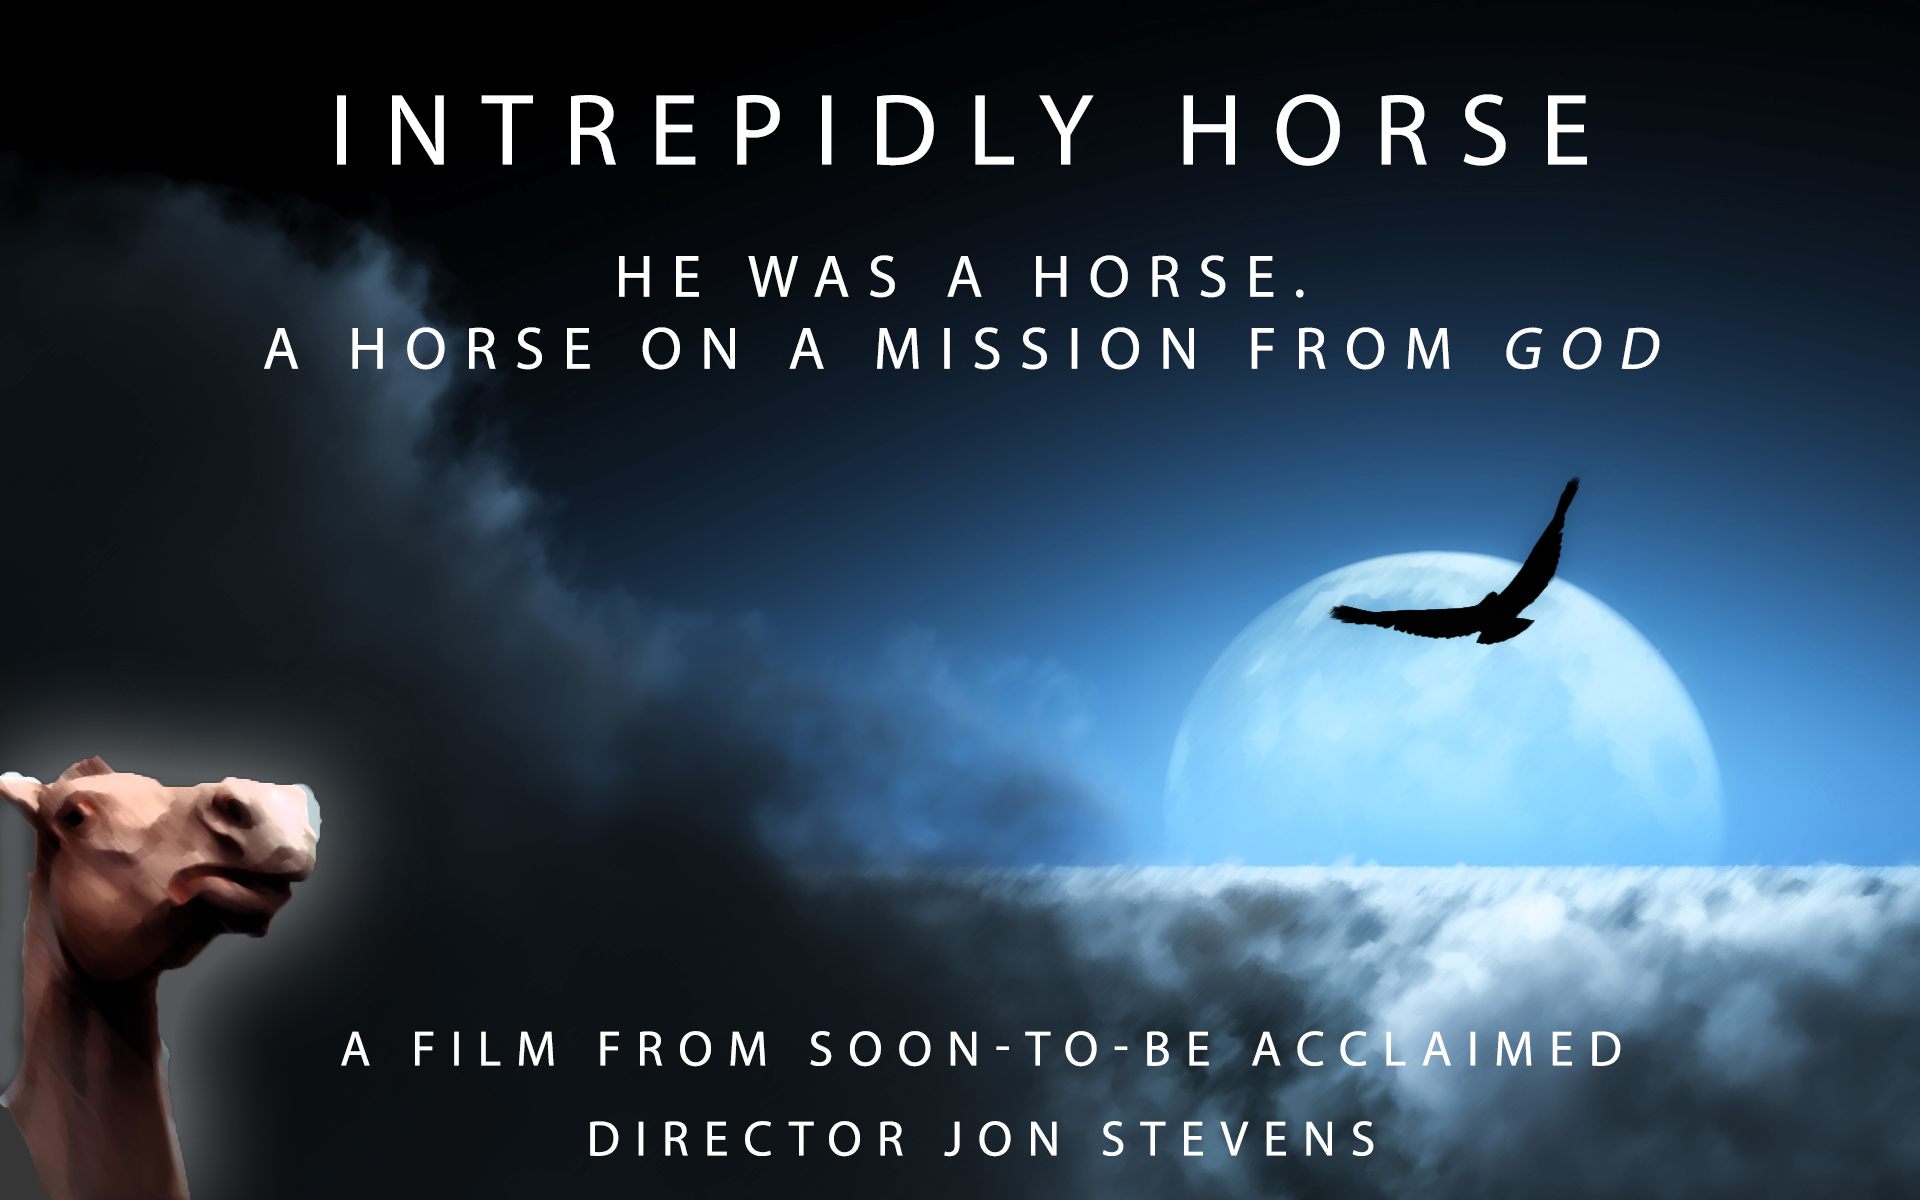 INTREPIDLY HORSE
HE WAS A HORSE.
A HORSE ON A MISSION FROM GOD
A FILM FROM SOON-TO-BE ACCLAIMED
DIRECTOR JON STEVENS